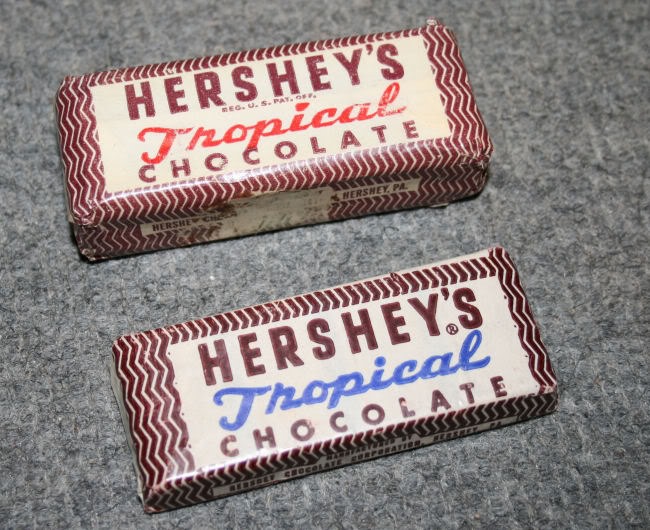 HERSHEY'S
REG. U. S. PAT. OFF.
Tropical
CHOCOLATE
HERSHEY
HERSHEY, PA.
HERSHEY'S®
Tropical
CHOCOLATE
HERSHEY CHOCOLATE CORPORATION HERSHEY PA.